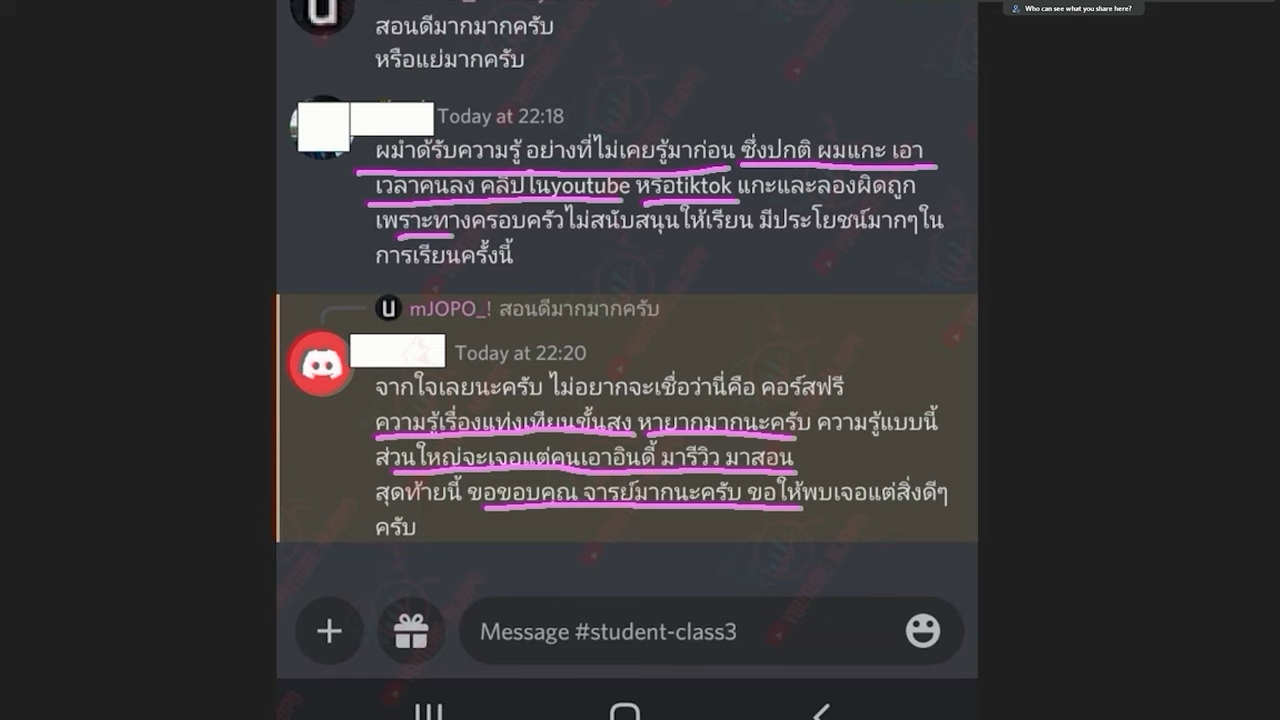 Who can see what you share here?
สอนดีมากมากครับ
หรือแย่มากครับ
Today at 22:18
ผมำด้รับความรู้ อย่างที่ไม่เคยรู้มาก่อน ซึ่งปกติ ผมแกะ เอา
เวลาคนลง คลิปในyoutube หรือtiktok แกะและลองผิดถูก
เพราะทางครอบครัวไม่สนับสนุนให้เรียน มีประโยชน์มากๆใน
การเรียนครั้งนี้
mJOPO_! สอนดีมากมากครับ
Today at 22:20
จากใจเลยนะครับ ไม่อยากจะเชื่อว่านี่คือ คอร์สฟรี
ความรู้เรื่องแท่งเทียนขั้นสูง หายากมากนะครับ ความรู้แบบนี้
ส่วนใหญ่จะเจอแต่คนเอาอินดี้ มารีวิว มาสอน
สุดท้ายนี้ ขอขอบคุณ จารย์มากนะครับ ขอให้พบเจอแต่สิ่งดีๆ
ครับ
Message #student-class3